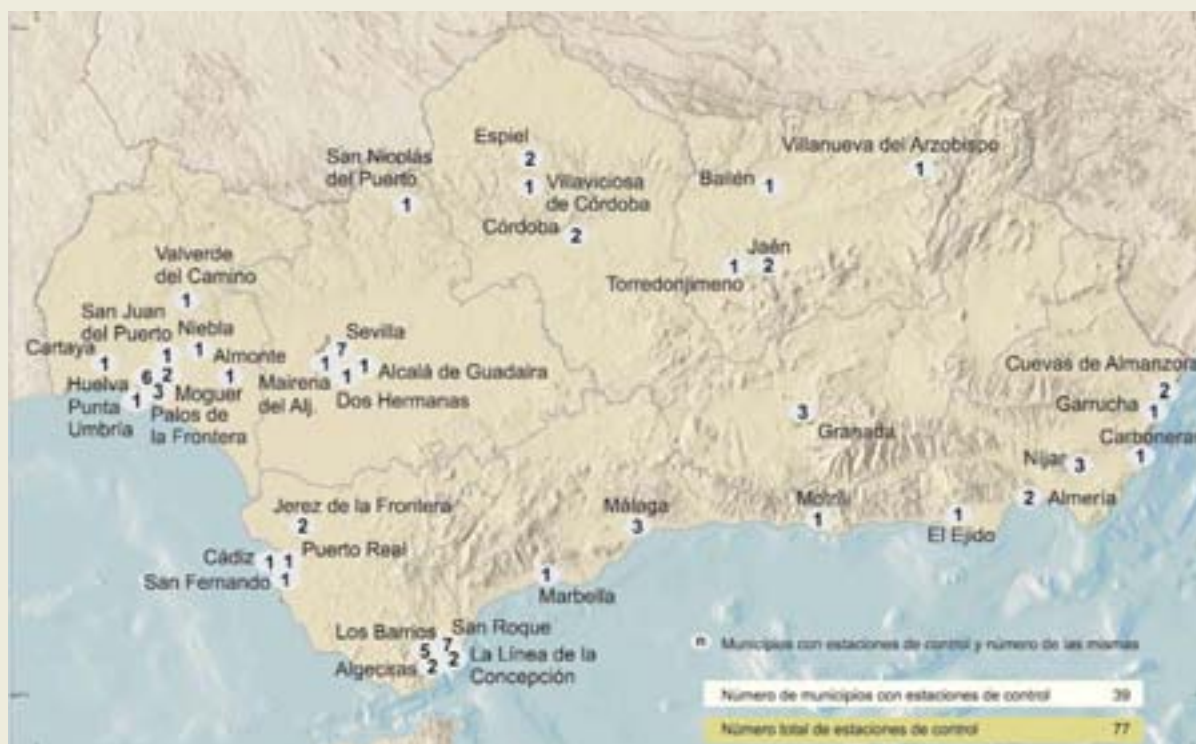 Espiel
2
Villanueva del Arzobispo
1
San Nicolás
del Puerto
1
1
Villaviciosa
de Córdoba
Bailén
1
Córdoba
2
Jaén
1
2
Torredonjimeno
Valverde
del Camino
1
San Juan
del Puerto
Niebla
1
1
Sevilla
7
Cartaya
1
Almonte
1
1
1
Alcalá de Guadaira
Mairena
del Alj.
1
Dos Hermanas
Huelva
6
2
Moguer
Punta
Umbría
1
3
Palos de
la Frontera
Cuevas de Almanzora
2
Garrucha
1
3
Granada
Carboneras
1
Níjar
3
Jerez de la Frontera
2
Málaga
3
Motril
1
2
Almería
1
El Ejido
Cádiz
1
1
Puerto Real
San Fernando
1
1
Marbella
Los Barrios
5
San Roque
7
Algeciras
2
2
La Línea de la
Concepción
n Municipios con estaciones de control y número de las mismas
Número de municipios con estaciones de control 39
Número total de estaciones de control 77